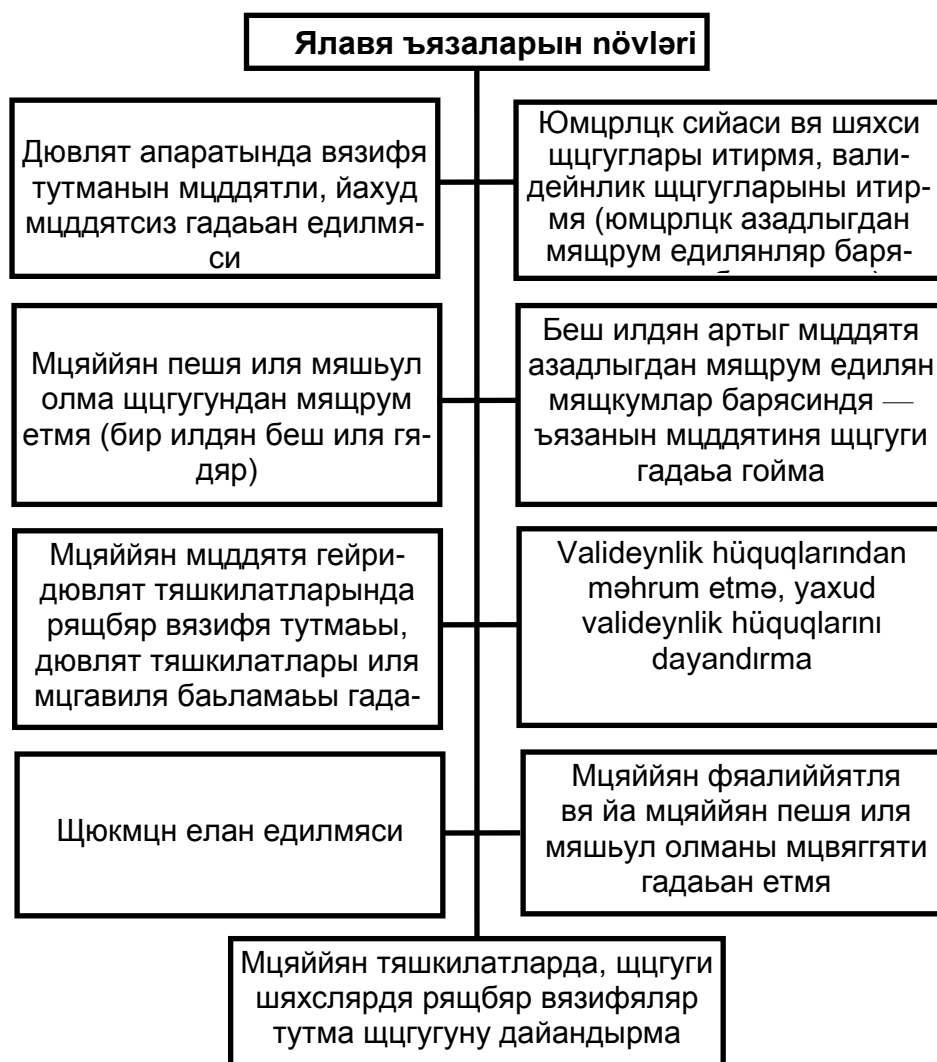 Ялавя ъязаларын növləri
Дювлят апаратында вязифя
тутманын мцддятли, йахуд
мцддятсиз гадаьан едилмя-
си
Юмцрлцк сийаси вя шяхси
щцгуглары итирмя, вали-
дейнлик щцгугларыны итир-
мя (юмцрлцк азадлыгдан
мящрум едилянляр баря-
Мцяййян пешя иля мяшьул
олма щцгугундан мящрум
етмя (бир илдян беш иля гя-
дяр)
Беш илдян артыг мцддятя
азадлыгдан мящрум едилян
мящкумлар барясиндя —
ъязанын мцддятиня щцгуги
гадаьа гойма
Мцяййян мцддятя гейри-
дювлят тяшкилатларында
рящбяр вязифя тутмаьы,
дювлят тяшкилатлары иля
мцгавиля баьламаьы гада-
Valideynlik hüquqlarından
məhrum etmə, yaxud
valideynlik hüquqlarını
dayandırma
Щюкмцн елан едилмяси
Мцяййян фяалиййятля
вя йа мцяййян пешя иля
мяшьул олманы мцвяггяти
гадаьан етмя
Мцяййян тяшкилатларда, щцгуги
шяхслярдя рящбяр вязифяляр
тутма щцгугуну дайандырма